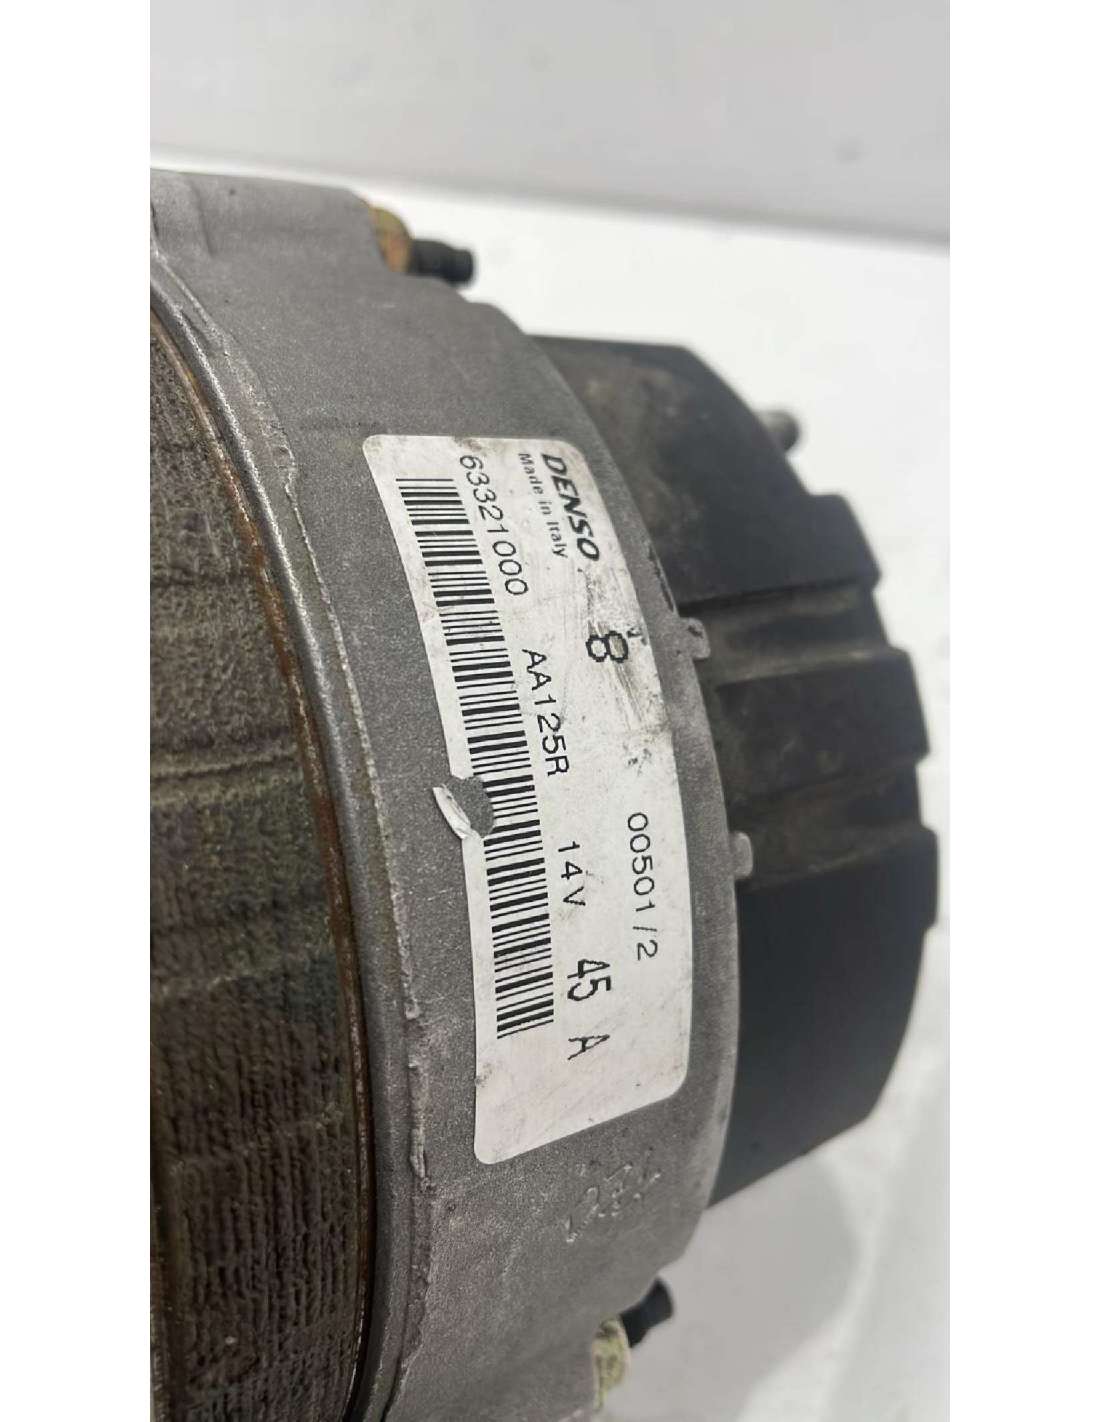 DENSO 8 00501/2
Made in Italy
63321000 AA125R 14V 45 A